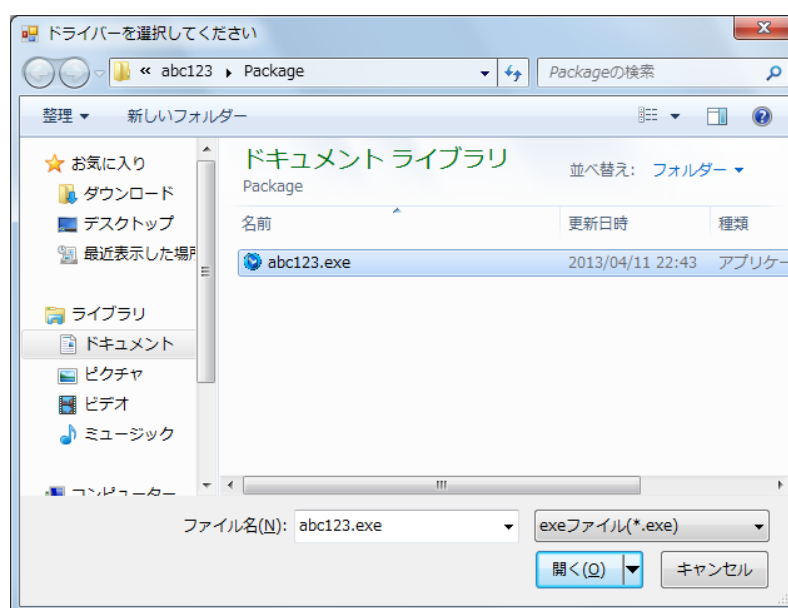 ドライバーを選択してください
« abc123 ▸ Package
Packageの検索
整理 ▼ 新しいフォルダー
お気に入り
ダウンロード
デスクトップ
最近表示した場所
ライブラリ
ドキュメント
ピクチャ
ビデオ
ミュージック
コンピューター
ドキュメント ライブラリ
Package
並べ替え: フォルダー ▼
名前 更新日時 種類
abc123.exe 2013/04/11 22:43 アプリケー
ファイル名(N): abc123.exe
exeファイル(*.exe)
開く(O) キャンセル